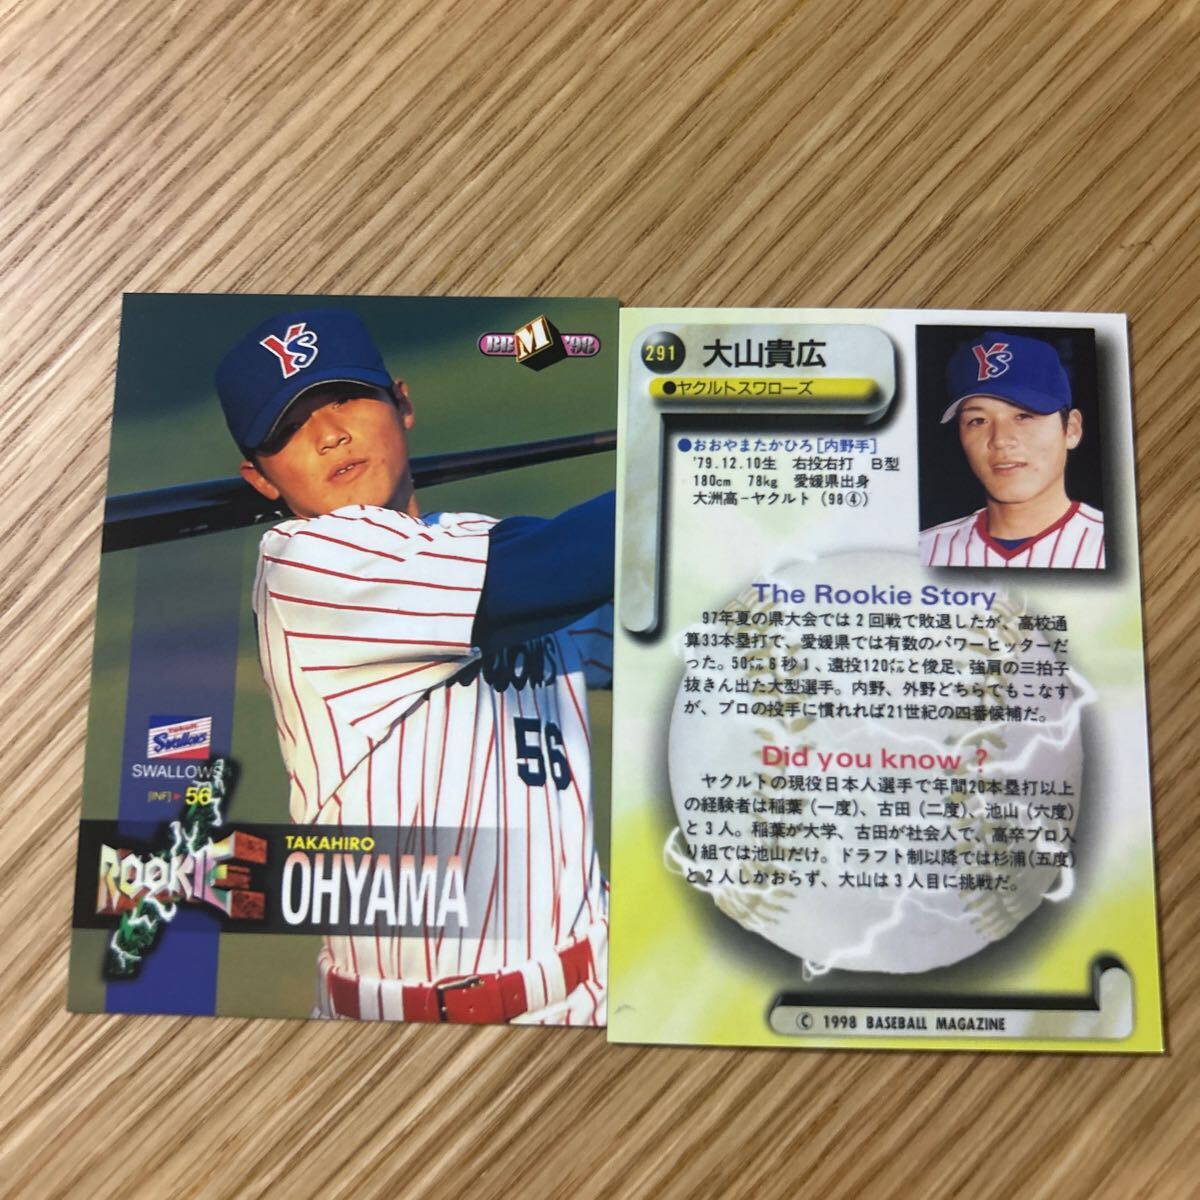 YS
BBM '98
Yakult
Swallows
SWALLOWS
[INF] ▶ 56
56
ROOKIE
TAKAHIRO
OHYAMA
291 大山貴広
●ヤクルトスワローズ
YS
●おおやまたかひろ[内野手]
'79.12.10生 右投右打 B型
180cm 78kg 愛媛県出身
大洲高−ヤクルト (98④)
The Rookie Story
97年夏の県大会では2回戦で敗退したが、高校通
算33本塁打で、愛媛県では有数のパワーヒッターだ
った。50㍍6秒1、遠投120㍍と俊足、強肩の三拍子
抜きん出た大型選手。内野、外野どちらでもこなす
が、プロの投手に慣れれば21世紀の四番候補だ。
Did you know ?
ヤクルトの現役日本人選手で年間20本塁打以上
の経験者は稲葉(一度)、古田(二度)、池山(六度)
と3人。稲葉が大学、古田が社会人で、高卒プロ入
り組では池山だけ。ドラフト制以降では杉浦(五度)
と2人しかおらず、大山は3人目に挑戦だ。
© 1998 BASEBALL MAGAZINE